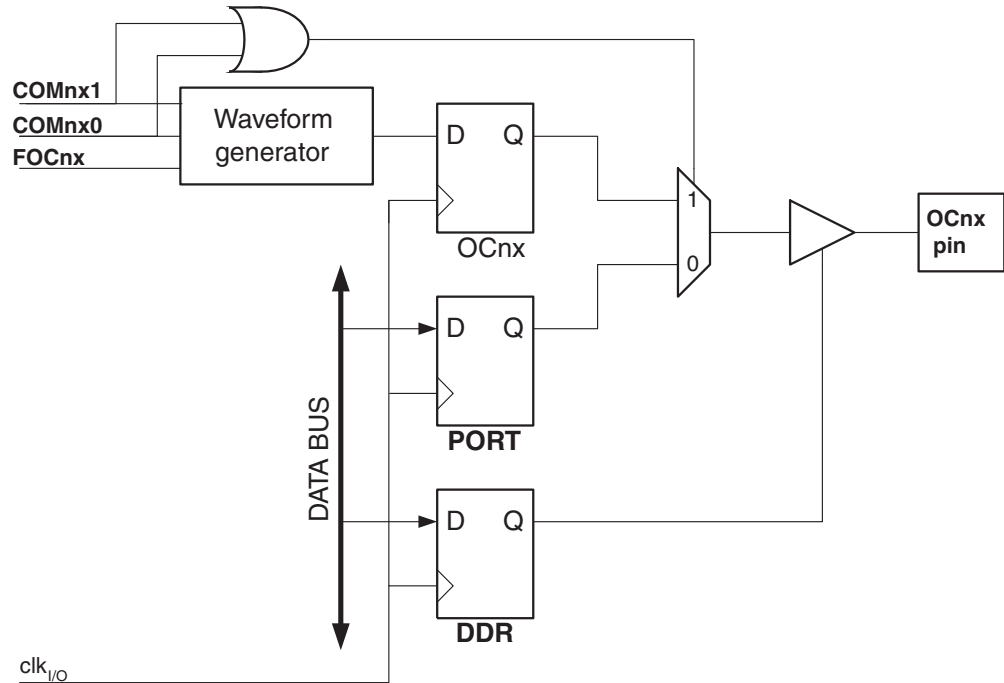 COMnx1
COMnx0
FOCnx
Waveform
generator
D Q
OCnx
1
0
OCnx
pin
D Q
PORT
DATA BUS
D Q
DDR
clkI/O